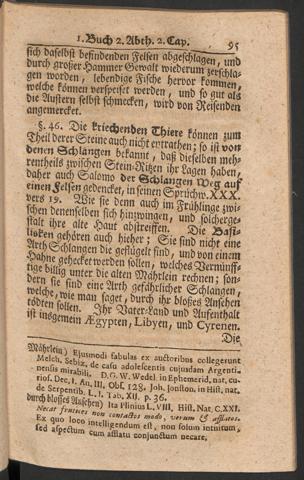 1. Buch 2. Abth. 2. Cap. 95
sich daselbst befindenden Felsen abgeschlagen, und
durch großer Hammer Gewalt wiederum zerschla-
gen worden, lebendige Fische hervor kommen,
welche können verspeiset werden, und so gut als
die Austern selbst schmecken, wird von Reisenden
angemercket.
§. 46. Die kriechenden Thiere können zum
Theil derer Steine auch nicht entrathen; so ist von
denen Schlangen bekannt, daß dieselben meh-
rentheils zwischen Stein-Ritzen ihr Lager haben,
daher auch Salomo der Schlangen Weg auf
einen Felsen gedencket, in seinen Sprüchw. XXX.
vers 19. Wie sie denn auch im Frühlinge zwi-
schen denenselben sich hinzwingen, und solcherge-
stalt ihre alte Haut abstreiffen. Die Basi-
lisken gehören auch hieher; Sie sind nicht eine
Arth Schlangen die geflügelt sind, und von einem
Hahne gehecket werden sollen, welches Vernünff-
tige billig unter die alten Mährlein rechnen; son-
dern sie sind eine Arth gefährlicher Schlangen,
welche, wie man saget, durch ihr bloßes Ansehen
tödten sollen. Ihr Vater-Land und Aufenthalt
ist insgemein Ægypten, Libyen, und Cyrenen.
Die
Mährlein) Ejusmodi fabulas ex auctoribus collegerunt
Melch. Sebiz. de casu adolescentis cujusdam Argenti-
nensis mirabili. D. G. W. Wedel. in Ephemerid. nat. cu-
rios. Dec. I. An. III. Obs. 128. Joh. Jonston. in Hist. nat.
de Serpentib. L. I. Tab. XII. p. 36.
durch blosses Ansehen) Ita Plinius L. VIII. Hist. Nat. C. XXI.
Necat frutices non contactos modo, verum & afflatos.
Ex quo loco intelligendum est, non solum intuitum,
sed aspectum cum afflatu conjunctum necare.